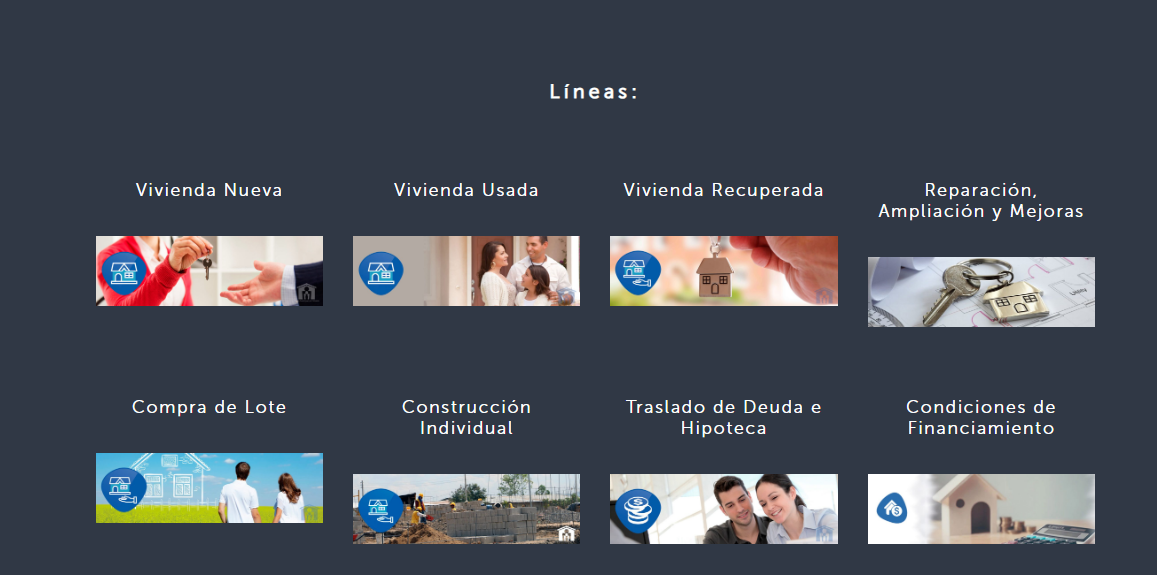 Líneas:
Vivienda Nueva
Vivienda Usada
Vivienda Recuperada
Reparación,
Ampliación y Mejoras
Compra de Lote
Construcción
Individual
Traslado de Deuda e
Hipoteca
Condiciones de
Financiamiento